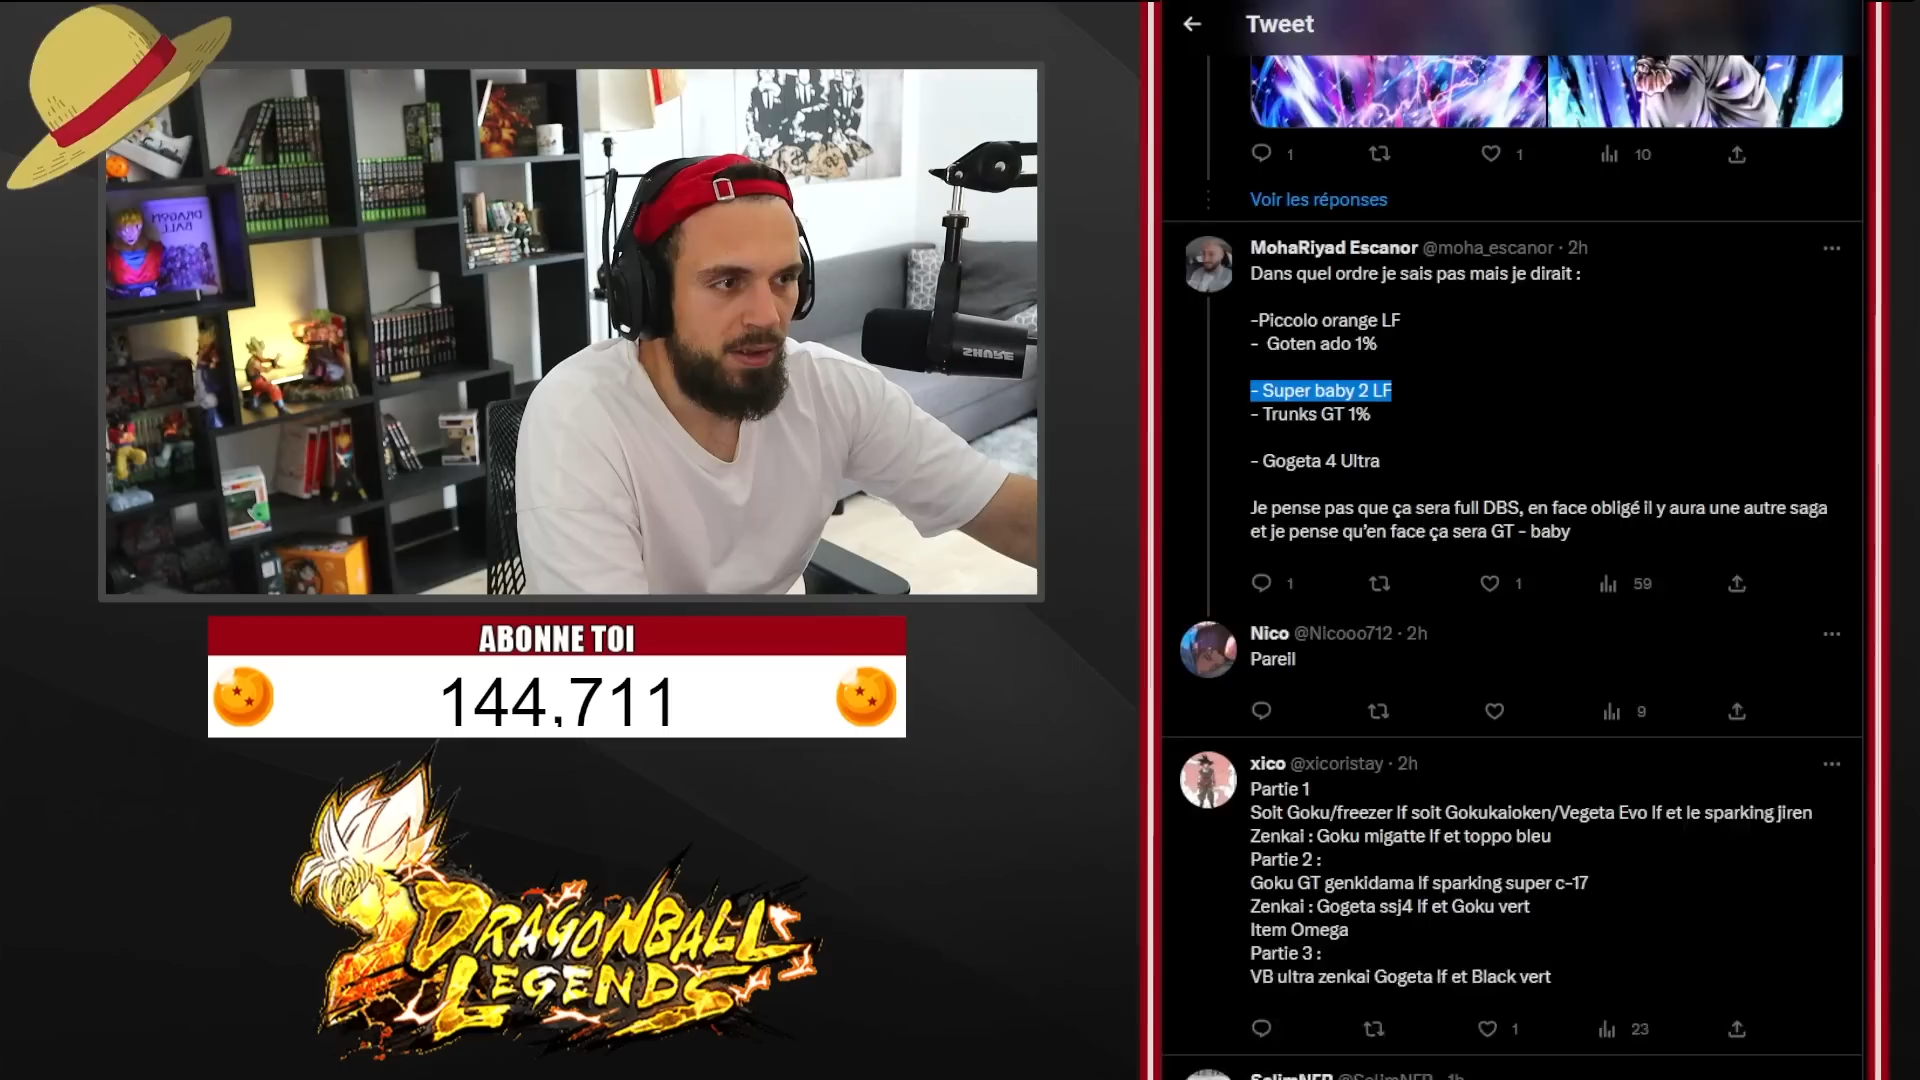 Tweet
1
1
10
Voir les réponses
MohaRiyad Escanor @moha_escanor · 2h
Dans quel ordre je sais pas mais je dirait :
-Piccolo orange LF
- Goten ado 1%
- Super baby 2 LF
- Trunks GT 1%
- Gogeta 4 Ultra
Je pense pas que ça sera full DBS, en face obligé il y aura une autre saga
et je pense qu'en face ça sera GT - baby
1
1
59
Nico @Nicooo712 · 2h
Pareil
9
xico @xicoristay · 2h
Partie 1
Soit Goku/freezer lf soit Gokukaioken/Vegeta Evo lf et le sparking jiren
Zenkai : Goku migatte lf et toppo bleu
Partie 2 :
Goku GT genkidama lf sparking super c-17
Zenkai : Gogeta ssj4 lf et Goku vert
Item Omega
Partie 3 :
VB ultra zenkai Gogeta lf et Black vert
1
23
SelimNFR @SelimNFR · 1h
DRAGON
BALL
SHURE
ABONNE TOI
144,711
DRAGONBALL
LEGENDS